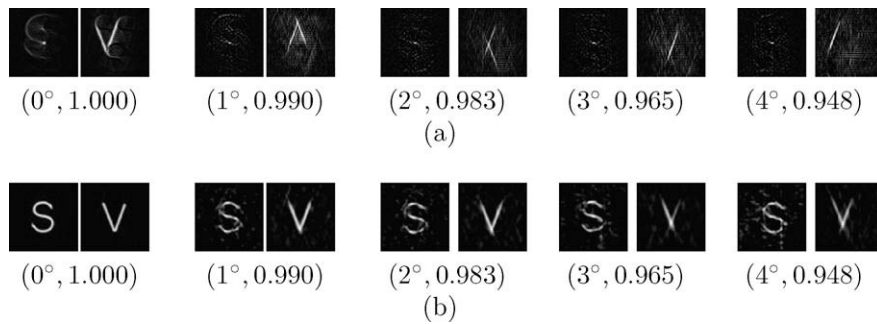 (0°, 1.000) (1°, 0.990) (2°, 0.983) (3°, 0.965) (4°, 0.948)
(a)
S V S V S V S V S V
(0°, 1.000) (1°, 0.990) (2°, 0.983) (3°, 0.965) (4°, 0.948)
(b)